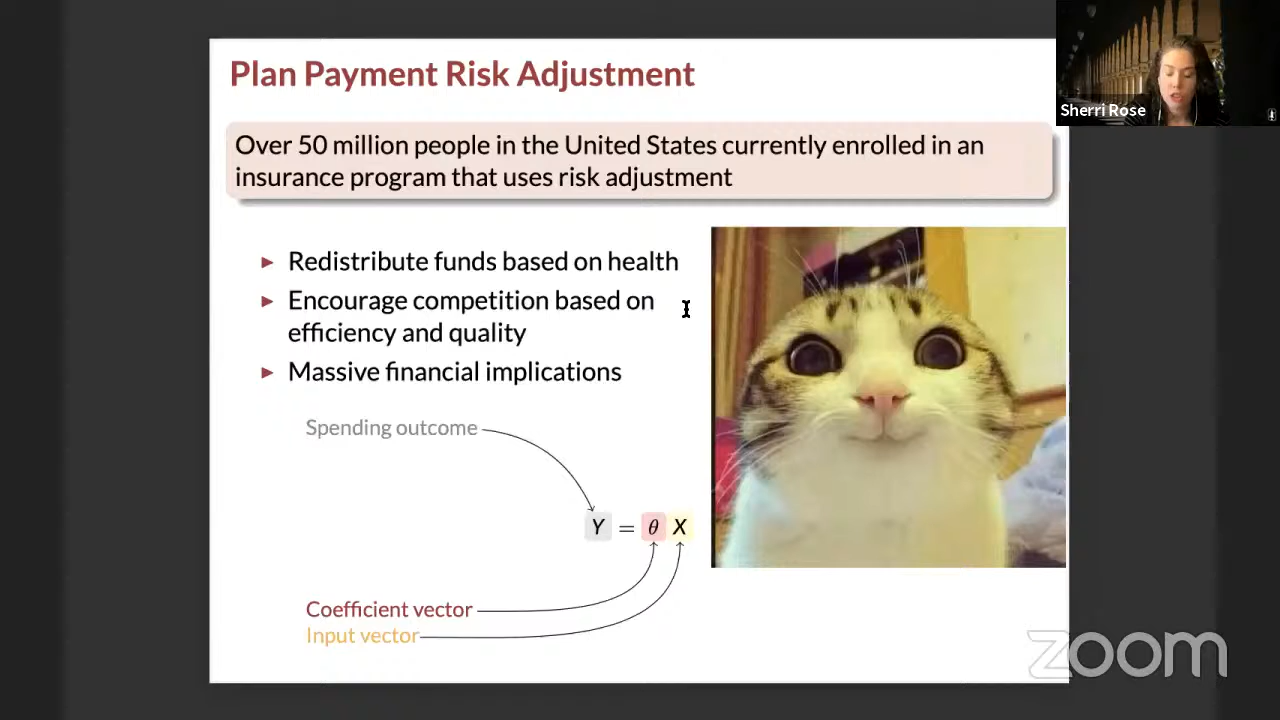 Plan Payment Risk Adjustment
Sherri Rose
Over 50 million people in the United States currently enrolled in an
insurance program that uses risk adjustment
► Redistribute funds based on health
► Encourage competition based on
efficiency and quality
► Massive financial implications
Spending outcome
Y = θ X
Coefficient vector
Input vector
zoom